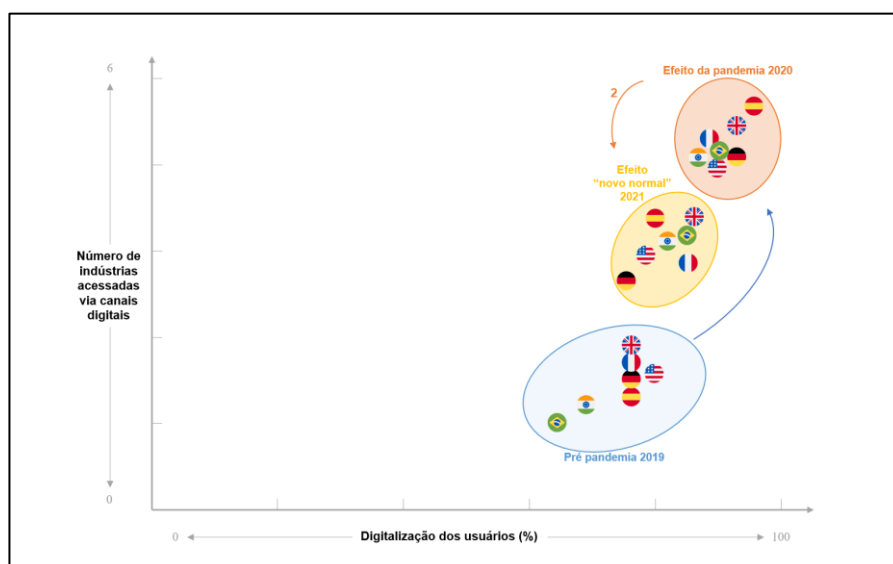 6
Efeito da pandemia 2020
2
Efeito
“novo normal”
2021
Número de
indústrias
acessadas
via canais
digitais
Pré pandemia 2019
0
0
Digitalização dos usuários (%)
100